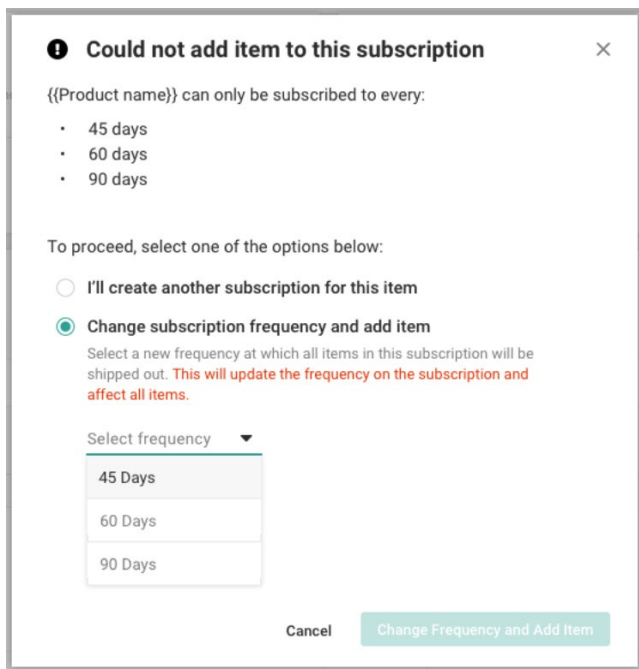 Could not add item to this subscription
{{Product name}} can only be subscribed to every:
• 45 days
• 60 days
• 90 days
To proceed, select one of the options below:
I'll create another subscription for this item
Change subscription frequency and add item
Select a new frequency at which all items in this subscription will be
shipped out. This will update the frequency on the subscription and
affect all items.
Select frequency
45 Days
60 Days
90 Days
Cancel
Change Frequency and Add Item